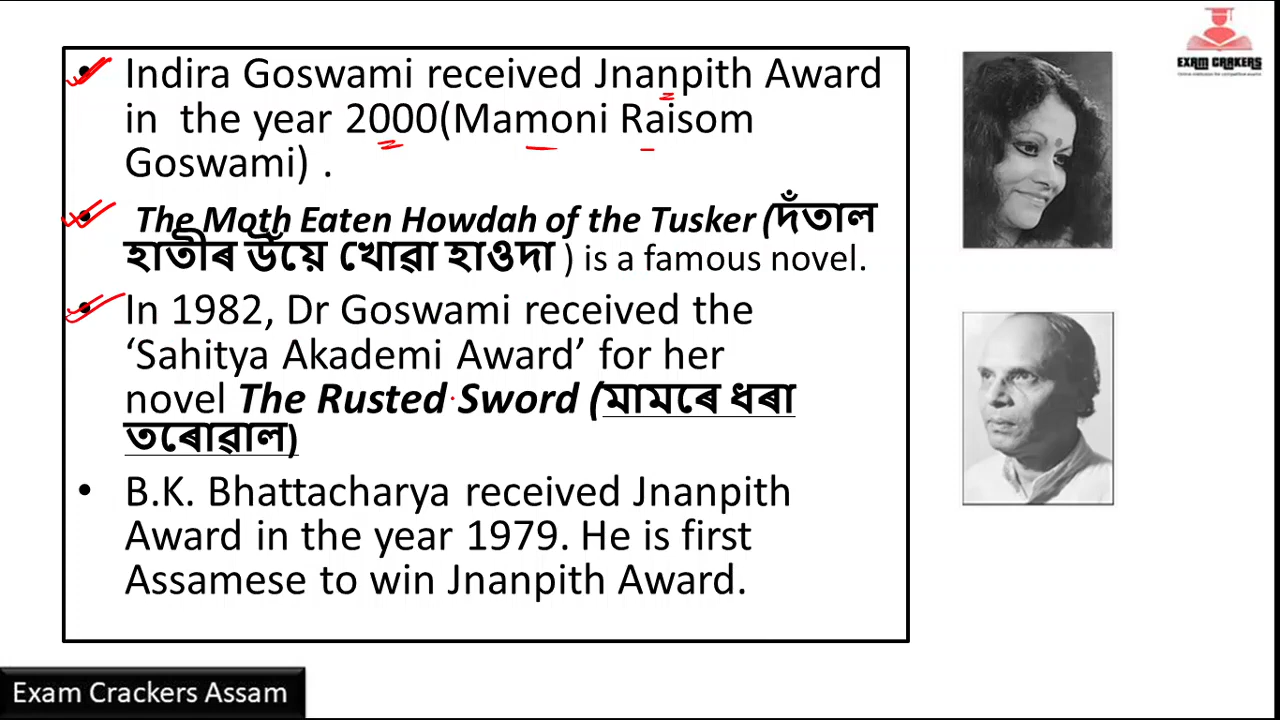 • Indira Goswami received Jnanpith Award
in the year 2000(Mamoni Raisom
Goswami) .
• The Moth Eaten Howdah of the Tusker (দঁতাল
হাতীৰ উঁয়ে খোৱা হাওদা ) is a famous novel.
• In 1982, Dr Goswami received the
‘Sahitya Akademi Award’ for her
novel The Rusted Sword (মামৰে ধৰা
তৰোৱাল)
• B.K. Bhattacharya received Jnanpith
Award in the year 1979. He is first
Assamese to win Jnanpith Award.
EXAM CRAKERS
Exam Crackers Assam